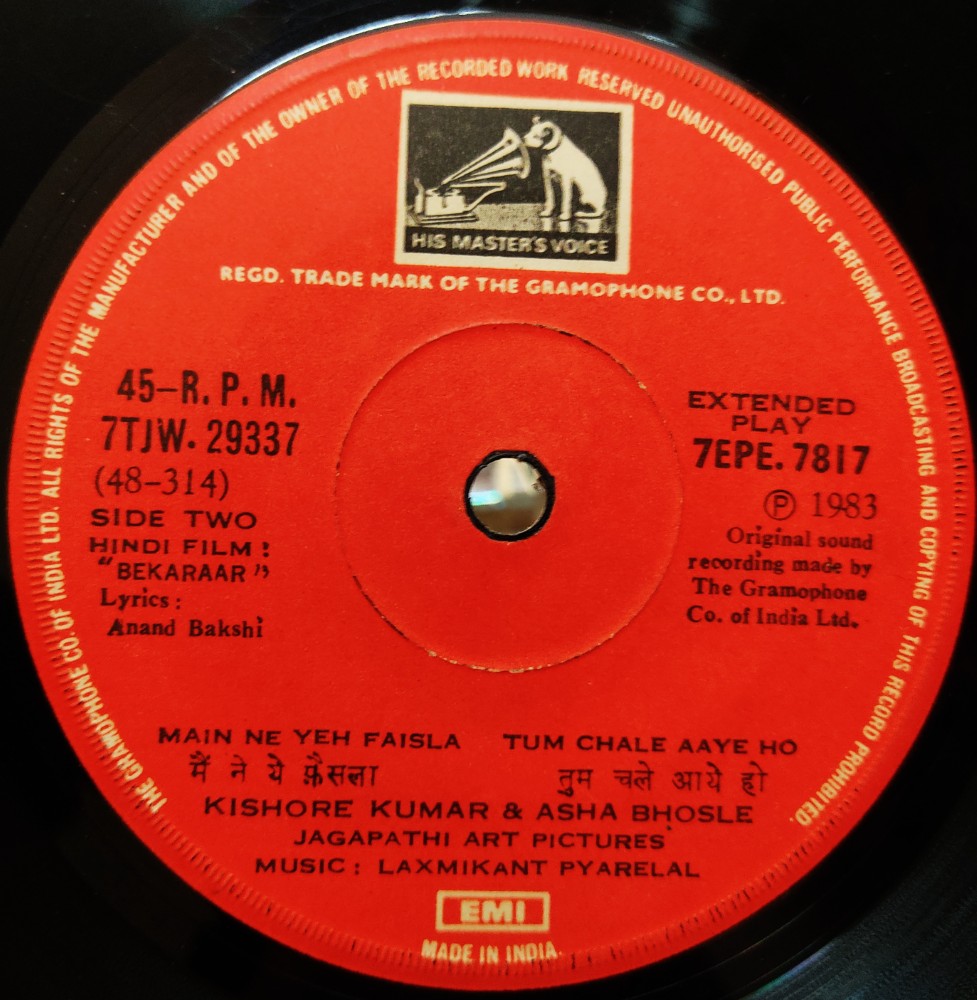 THE GRAMOPHONE CO. OF INDIA LTD. ALL RIGHTS OF THE MANUFACTURER AND OF THE OWNER OF THE RECORDED WORK RESERVED UNAUTHORISED PUBLIC PERFORMANCE BROADCASTING AND COPYING OF THIS RECORD PROHIBITED.
HIS MASTER'S VOICE
REGD. TRADE MARK OF THE GRAMOPHONE CO., LTD.
45-R. P. M.
7TJW. 29337
(48-314)
SIDE TWO
HINDI FILM :
"BEKARAAR"
Lyrics :
Anand Bakshi
EXTENDED
PLAY
7EPE. 7817
Ⓟ 1983
Original sound
recording made by
The Gramophone
Co. of India Ltd.
MAIN NE YEH FAISLA TUM CHALE AAYE HO
मैं ने ये फ़ैसला तुम चले आये हो
KISHORE KUMAR & ASHA BHOSLE
JAGAPATHI ART PICTURES
MUSIC : LAXMIKANT PYARELAL
EMI
MADE IN INDIA.